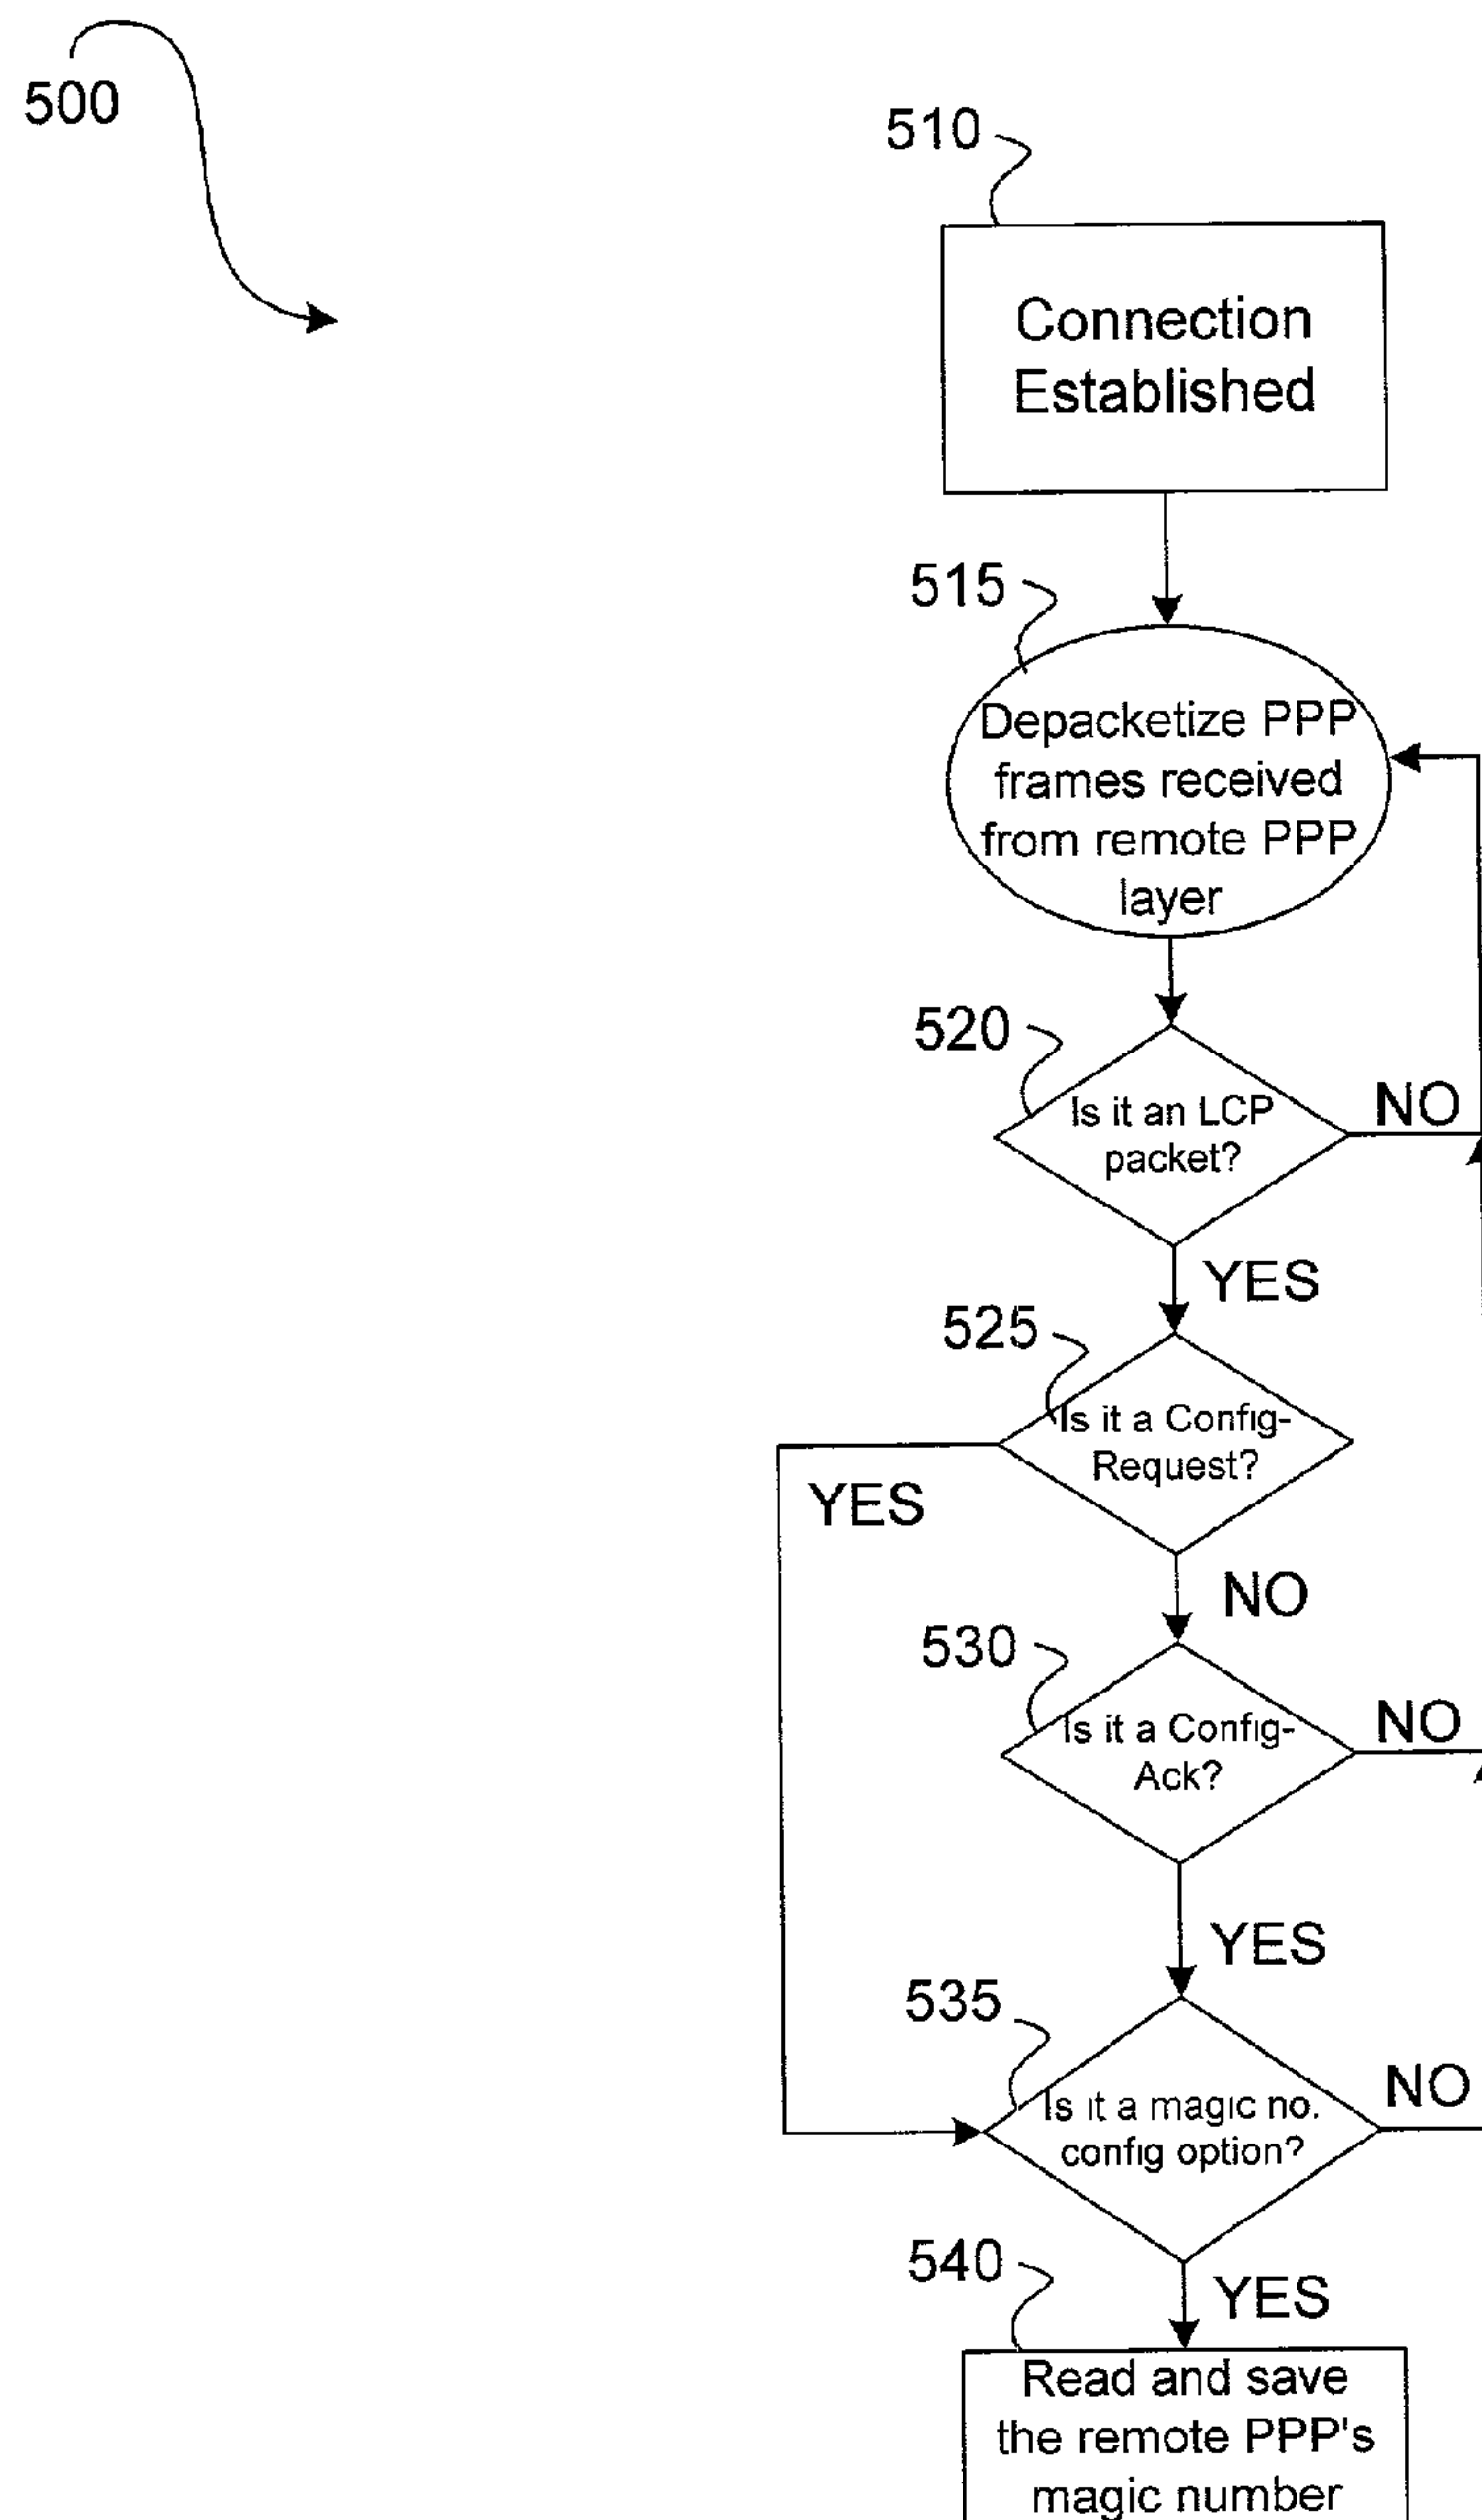 500
510
Connection
Established
515
Depacketize PPP
frames received
from remote PPP
layer
520
Is it an LCP
packet?
NO
YES
525
Is it a Config-
Request?
YES
NO
530
Is it a Config-
Ack?
NO
YES
535
Is it a magic no.
config option?
NO
540
YES
Read and save
the remote PPP's
magic number